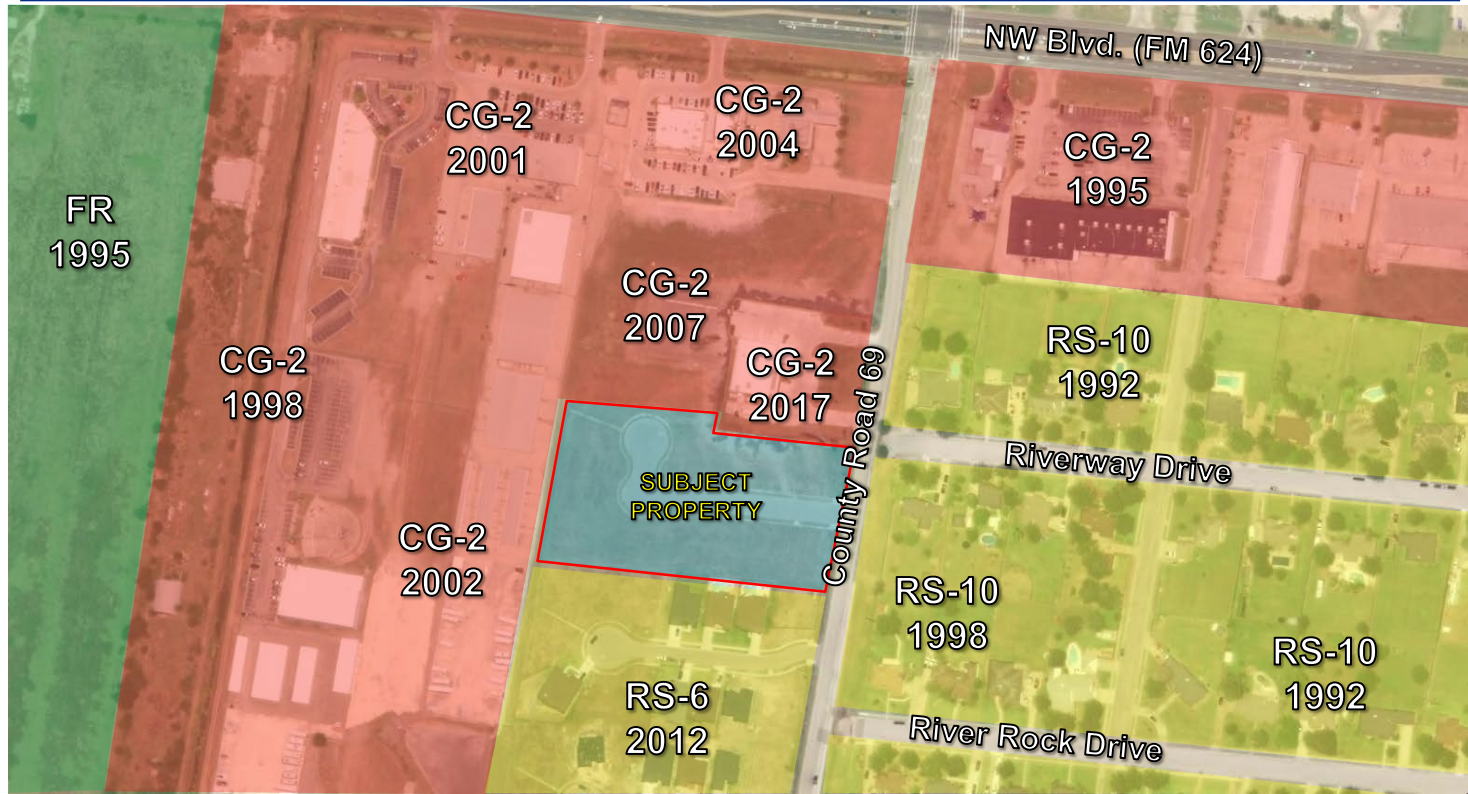 NW Blvd. (FM 624)
CG-2
2001
CG-2
2004
CG-2
1995
FR
1995
CG-2
2007
CG-2
2017
CG-2
1998
RS-10
1992
County Road 69
Riverway Drive
SUBJECT
PROPERTY
CG-2
2002
RS-10
1998
RS-10
1992
RS-6
2012
River Rock Drive